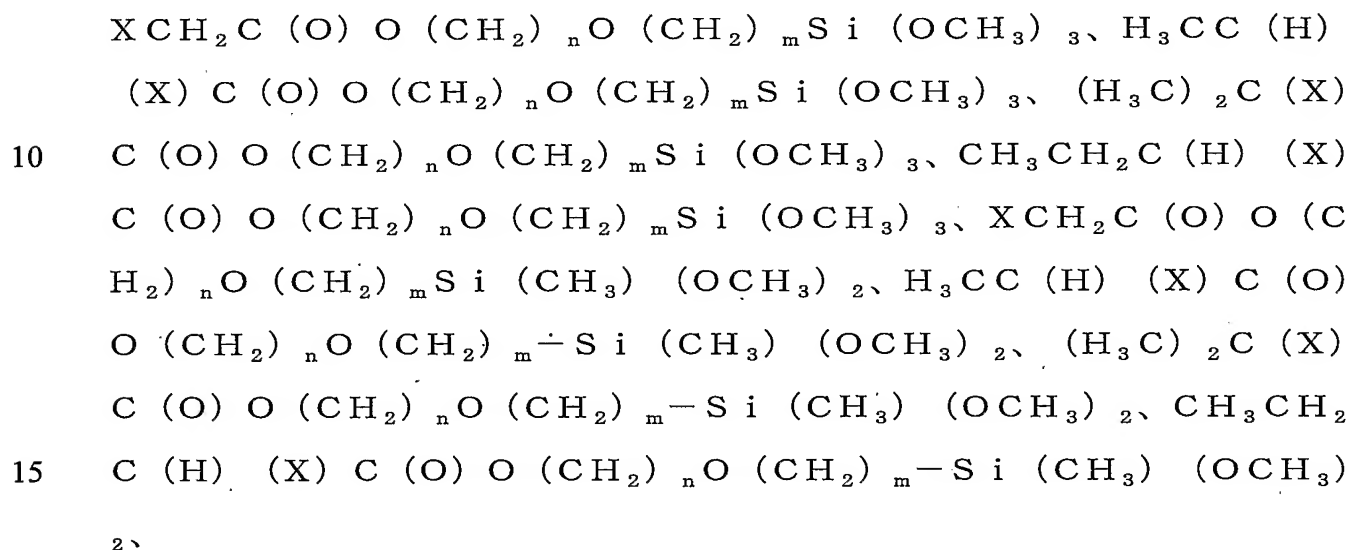 XCH₂C (O) O (CH₂) ₙO (CH₂) ₘSi (OCH₃) ₃、H₃CC (H)
(X) C (O) O (CH₂) ₙO (CH₂) ₘSi (OCH₃) ₃、 (H₃C) ₂C (X)
10 C (O) O (CH₂) ₙO (CH₂) ₘSi (OCH₃) ₃、CH₃CH₂C (H) (X)
C (O) O (CH₂) ₙO (CH₂) ₘSi (OCH₃) ₃、XCH₂C (O) O (C
H₂) ₙO (CH₂) ₘSi (CH₃) (OCH₃) ₂、H₃CC (H) (X) C (O)
O (CH₂) ₙO (CH₂) ₘ-Si (CH₃) (OCH₃) ₂、 (H₃C) ₂C (X)
C (O) O (CH₂) ₙO (CH₂) ₘ-Si (CH₃) (OCH₃) ₂、CH₃CH₂
15 C (H) (X) C (O) O (CH₂) ₙO (CH₂) ₘ-Si (CH₃) (OCH₃)
₂、